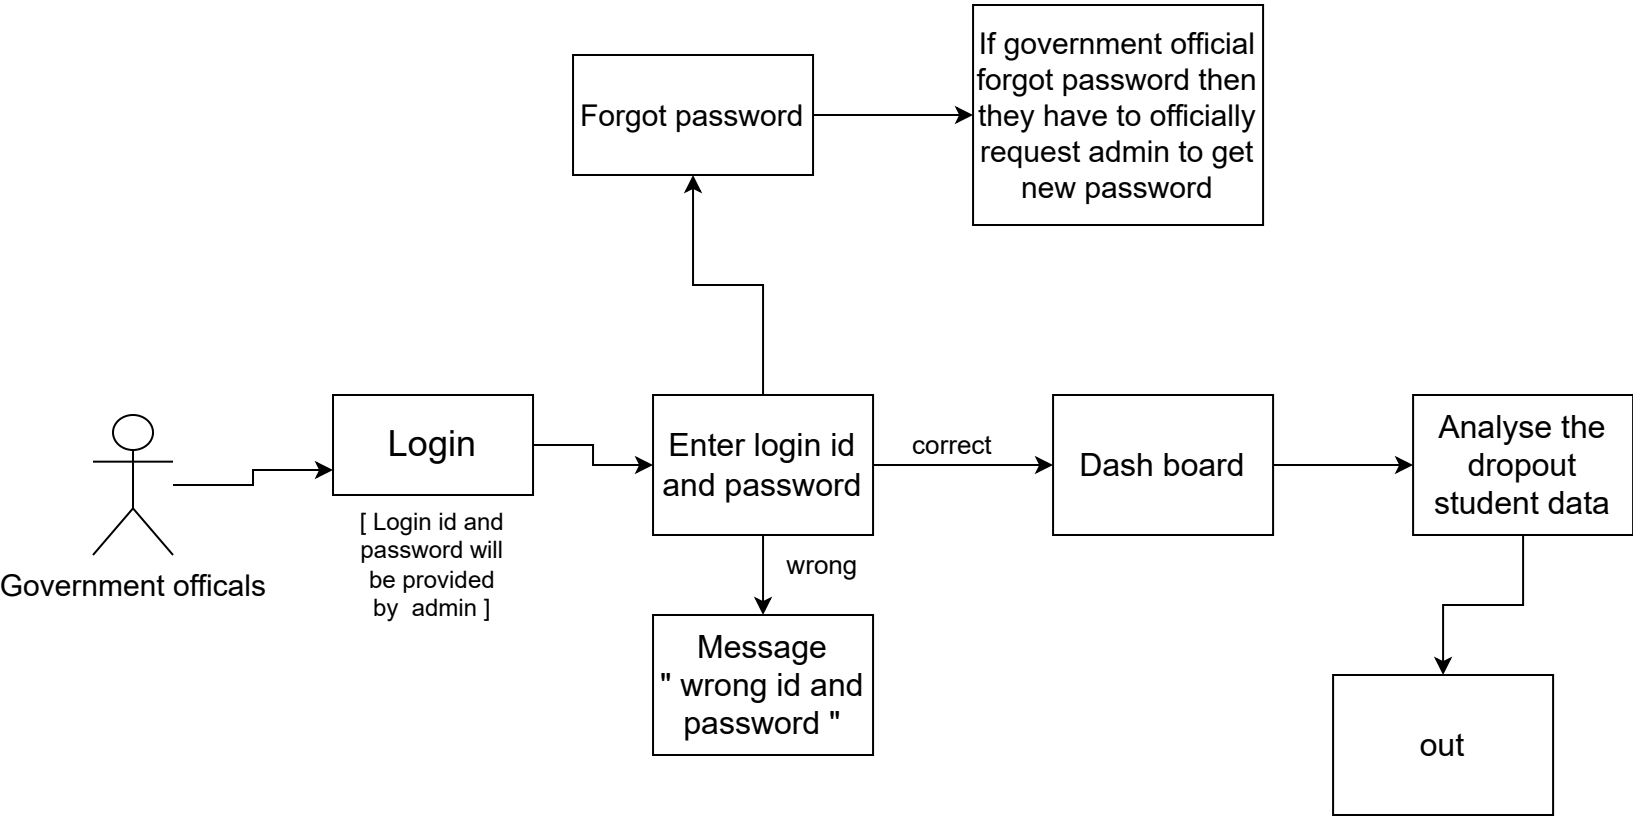 If government official
forgot password then
they have to officially
request admin to get
new password
Forgot password
Login
Enter login id
and password
correct
Dash board
Analyse the
dropout
student data
[ Login id and
password will
be provided
by  admin ]
Government officals
wrong
Message
" wrong id and
password "
out